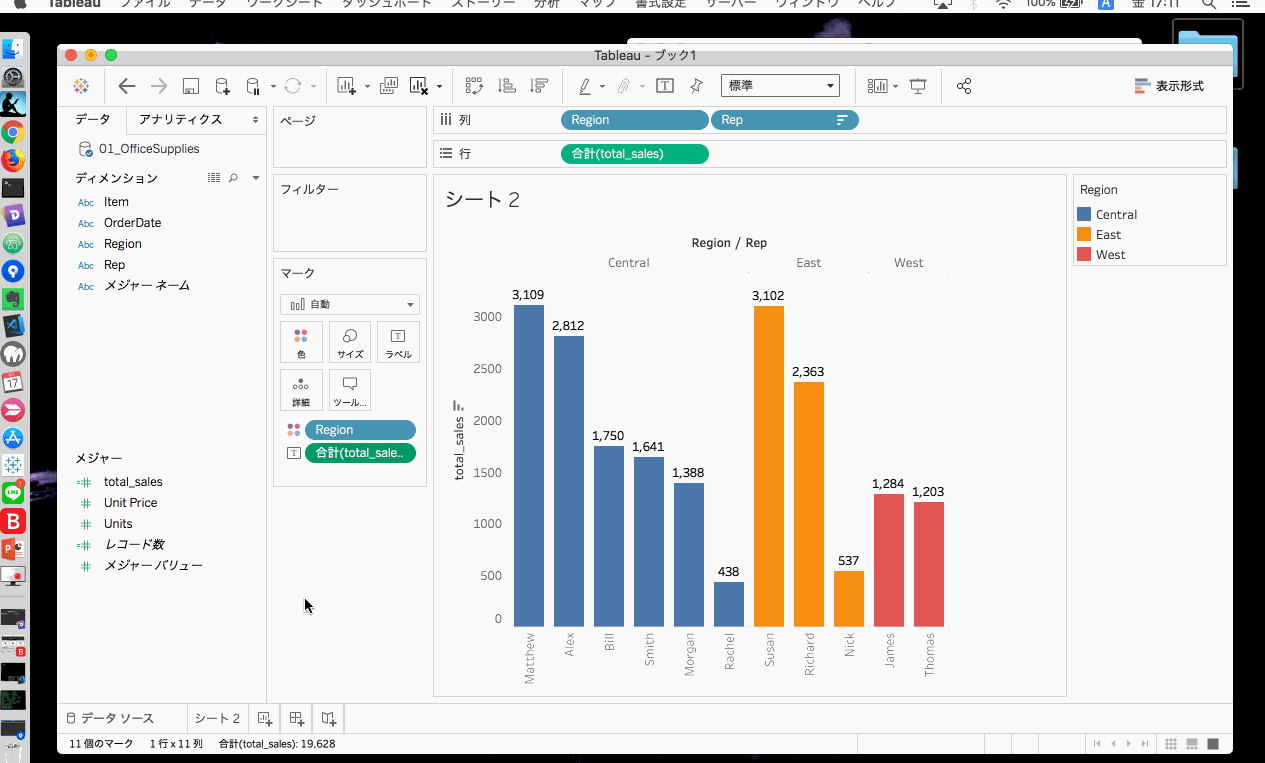 Tableau ファイル データ ワークシート ダッシュボード ストーリー 分析 マップ 書式設定 サーバー ウィンドウ ヘルプ 100% A 金 17:11
Tableau - ブック1
標準 表示形式
データ アナリティクス
01_OfficeSupplies
ディメンション
Abc Item
Abc OrderDate
Abc Region
Abc Rep
Abc メジャー ネーム
メジャー
total_sales
Unit Price
Units
レコード数
メジャー バリュー
ページ
フィルター
マーク
自動
色 サイズ ラベル
詳細 ツール...
Region
合計(total_sale..
列 Region Rep
行 合計(total_sales)
シート 2
Region / Rep
Central East West
3,109 2,812 1,750 1,641 1,388 438 3,102 2,363 537 1,284 1,203
total_sales
3000
2500
2000
1500
1000
500
0
Matthew Alex Bill Smith Morgan Rachel Susan Richard Nick James Thomas
Region
Central
East
West
データ ソース シート 2
11 個のマーク 1 行 x 11 列 合計(total_sales): 19,628
17
LINE
B
P